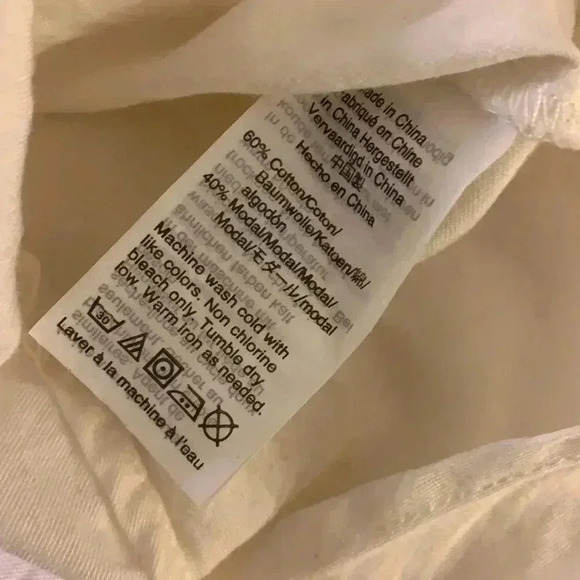 Made in China
Fabriqué en Chine
In China Hergestellt
Vervaardigd in China
中国製
Hecho en China
60% Cotton/Coton/
Baumwolle/Katoen/綿/
algodón
40% Modal/Modal/Modal/
Modal/モダール/modal
Machine wash cold with
like colors. Non chlorine
bleach only. Tumble dry
low. Warm iron as needed.
30
Laver à la machine à l'eau